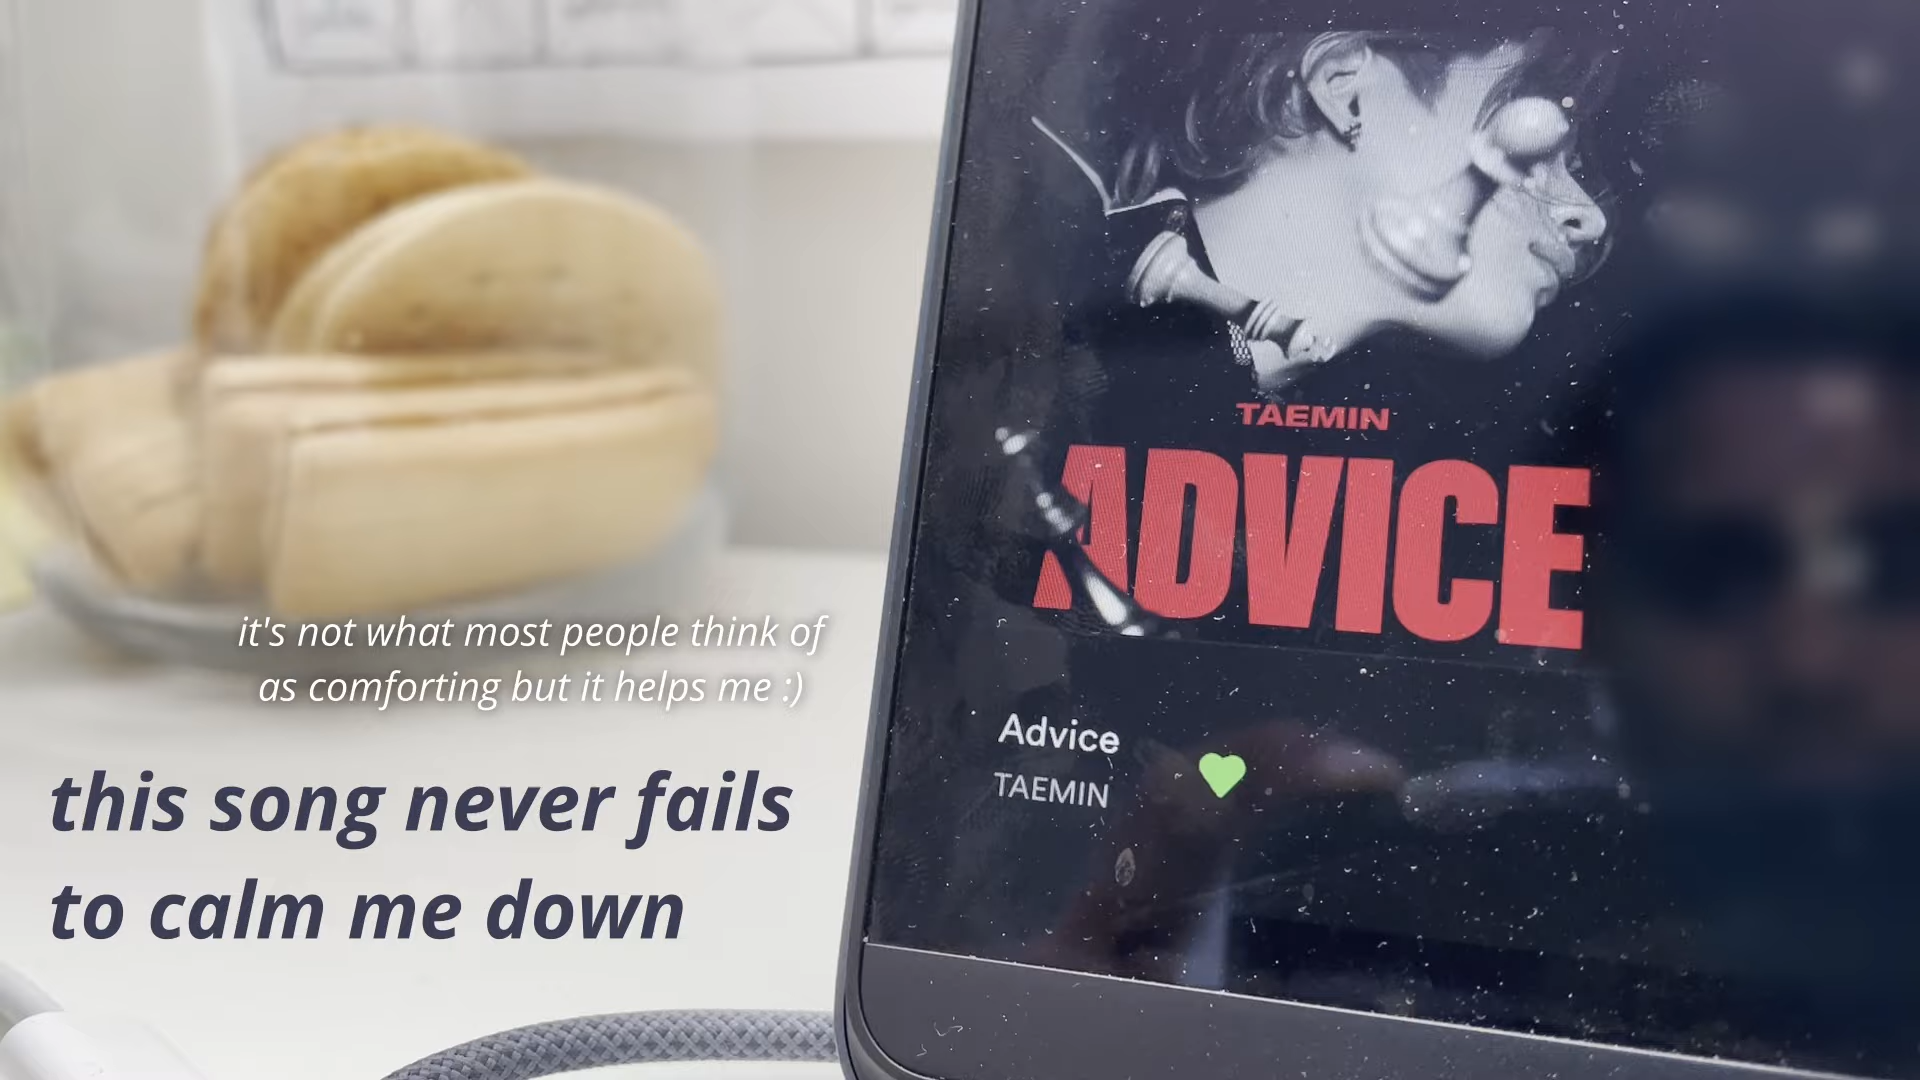 it's not what most people think of
as comforting but it helps me :)
this song never fails
to calm me down
TAEMIN
ADVICE
Advice
TAEMIN